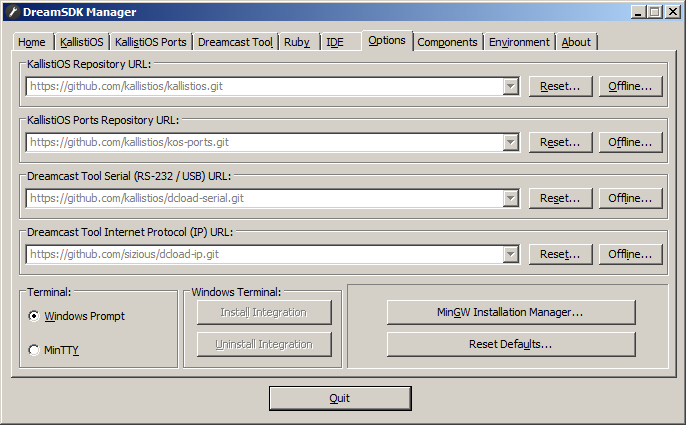 DreamSDK Manager
Home KallistiOS KallistiOS Ports Dreamcast Tool Ruby IDE Options Components Environment About
KallistiOS Repository URL:
https://github.com/kallistios/kallistios.git Reset... Offline...
KallistiOS Ports Repository URL:
https://github.com/kallistios/kos-ports.git Reset... Offline...
Dreamcast Tool Serial (RS-232 / USB) URL:
https://github.com/kallistios/dcload-serial.git Reset... Offline...
Dreamcast Tool Internet Protocol (IP) URL:
https://github.com/sizious/dcload-ip.git Reset... Offline...
Terminal:
Windows Prompt
MinTTY
Windows Terminal:
Install Integration
Uninstall Integration
MinGW Installation Manager...
Reset Defaults...
Quit